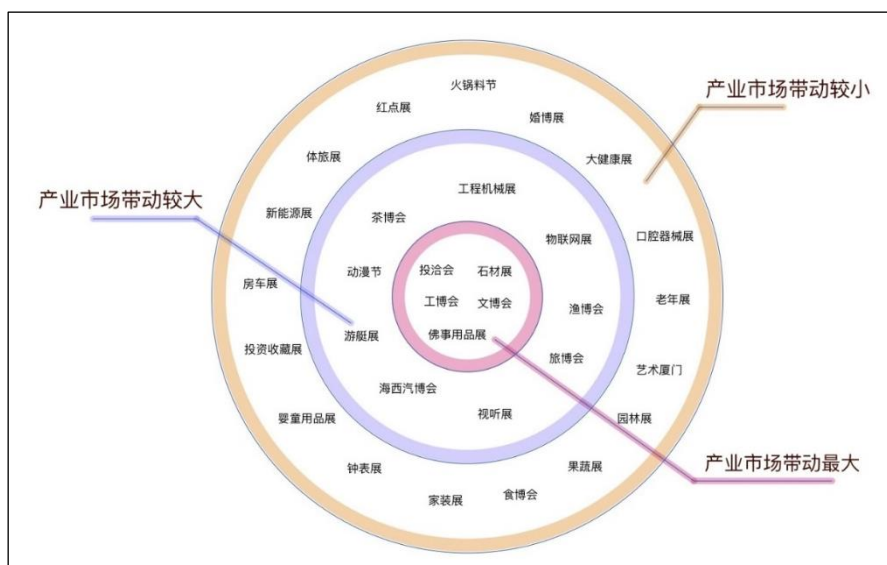 火锅料节
红点展
婚博展
产业市场带动较小
体旅展
大健康展
工程机械展
产业市场带动较大
新能源展
茶博会
物联网展
口腔器械展
动漫节
投洽会
石材展
房车展
工博会
文博会
渔博会
老年展
游艇展
佛事用品展
投资收藏展
旅博会
艺术厦门
海西汽博会
婴童用品展
视听展
园林展
钟表展
果蔬展
产业市场带动最大
家装展
食博会